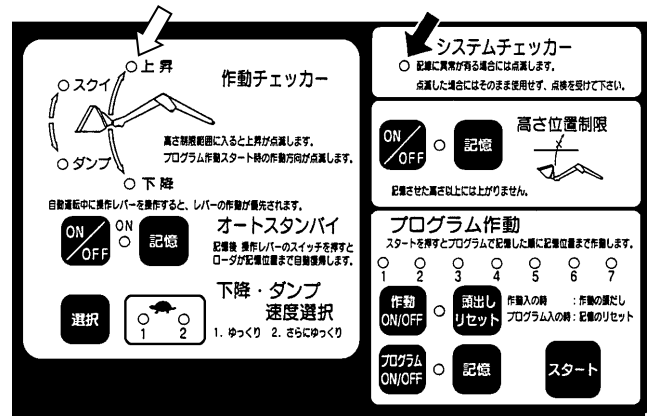 上昇
スクイ
作動チェッカー
高さ制限範囲に入ると上昇が点滅します。
プログラム作動スタート時の作動方向が点滅します。
ダンプ
下降
自動運転中に操作レバーを操作すると、レバーの作動が優先されます。
ON/OFF
ON
記憶
オートスタンバイ
記憶後 操作レバーのスイッチを押すと
ローダが記憶位置まで自動復帰します。
選択
1 2
下降・ダンプ
速度選択
1. ゆっくり 2. さらにゆっくり
システムチェッカー
配線に異常が有る場合には点滅します。
点滅した場合にはそのまま使用せず、点検を受けて下さい。
ON/OFF
記憶
高さ位置制限
記憶させた高さ以上には上がりません。
プログラム作動
スタートを押すとプログラムで記憶した順に記憶位置まで作動します。
1 2 3 4 5 6 7
作動
ON/OFF
頭出し
リセット
作動入の時 :作動の頭だし
プログラム入の時:記憶のリセット
プログラム
ON/OFF
記憶
スタート